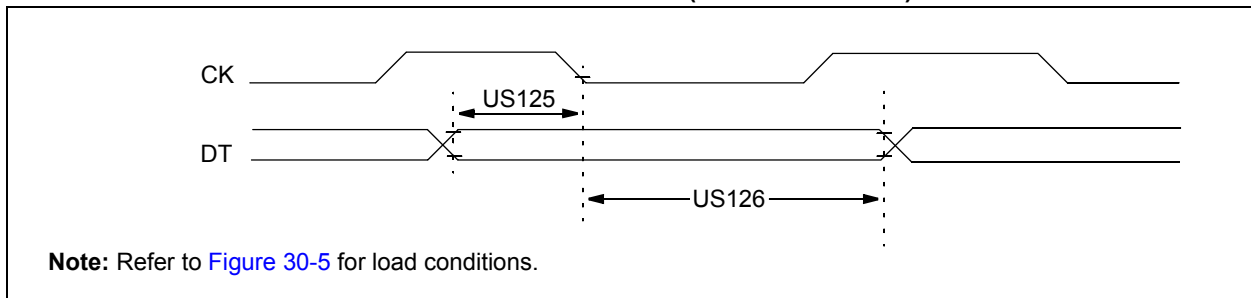 CK
US125
DT
US126
Note: Refer to Figure 30-5 for load conditions.